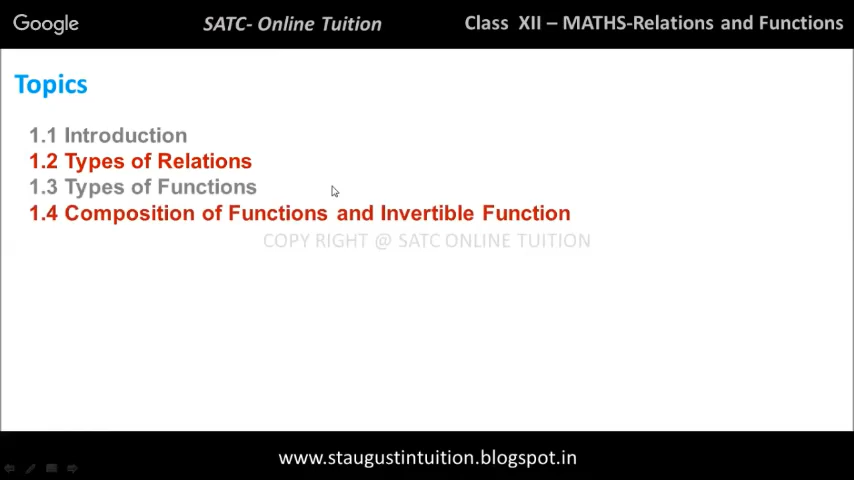 Google
SATC- Online Tuition
Class XII – MATHS-Relations and Functions
Topics
1.1 Introduction
1.2 Types of Relations
1.3 Types of Functions
1.4 Composition of Functions and Invertible Function
COPY RIGHT @ SATC ONLINE TUITION
www.staugustintuition.blogspot.in